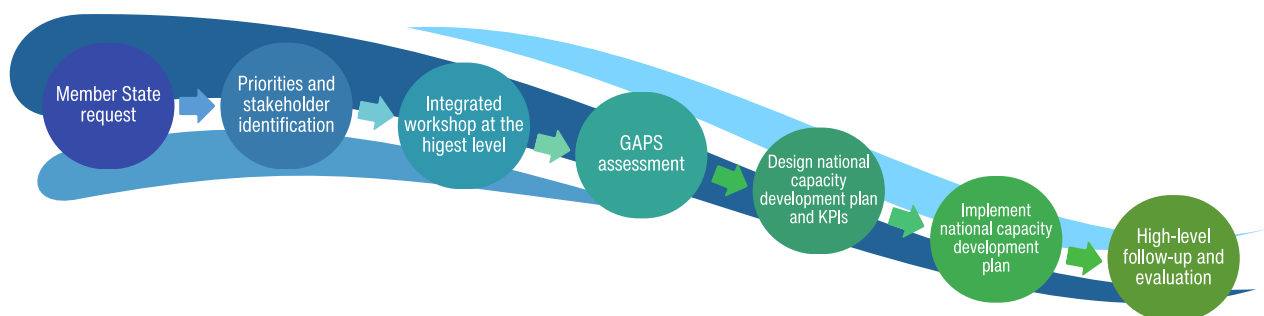 Member State
request
Priorities and
stakeholder
identification
Integrated
workshop at the
higest level
GAPS
assessment
Design national
capacity
development plan
and KPIs
Implement
national capacity
development
plan
High-level
follow-up and
evaluation